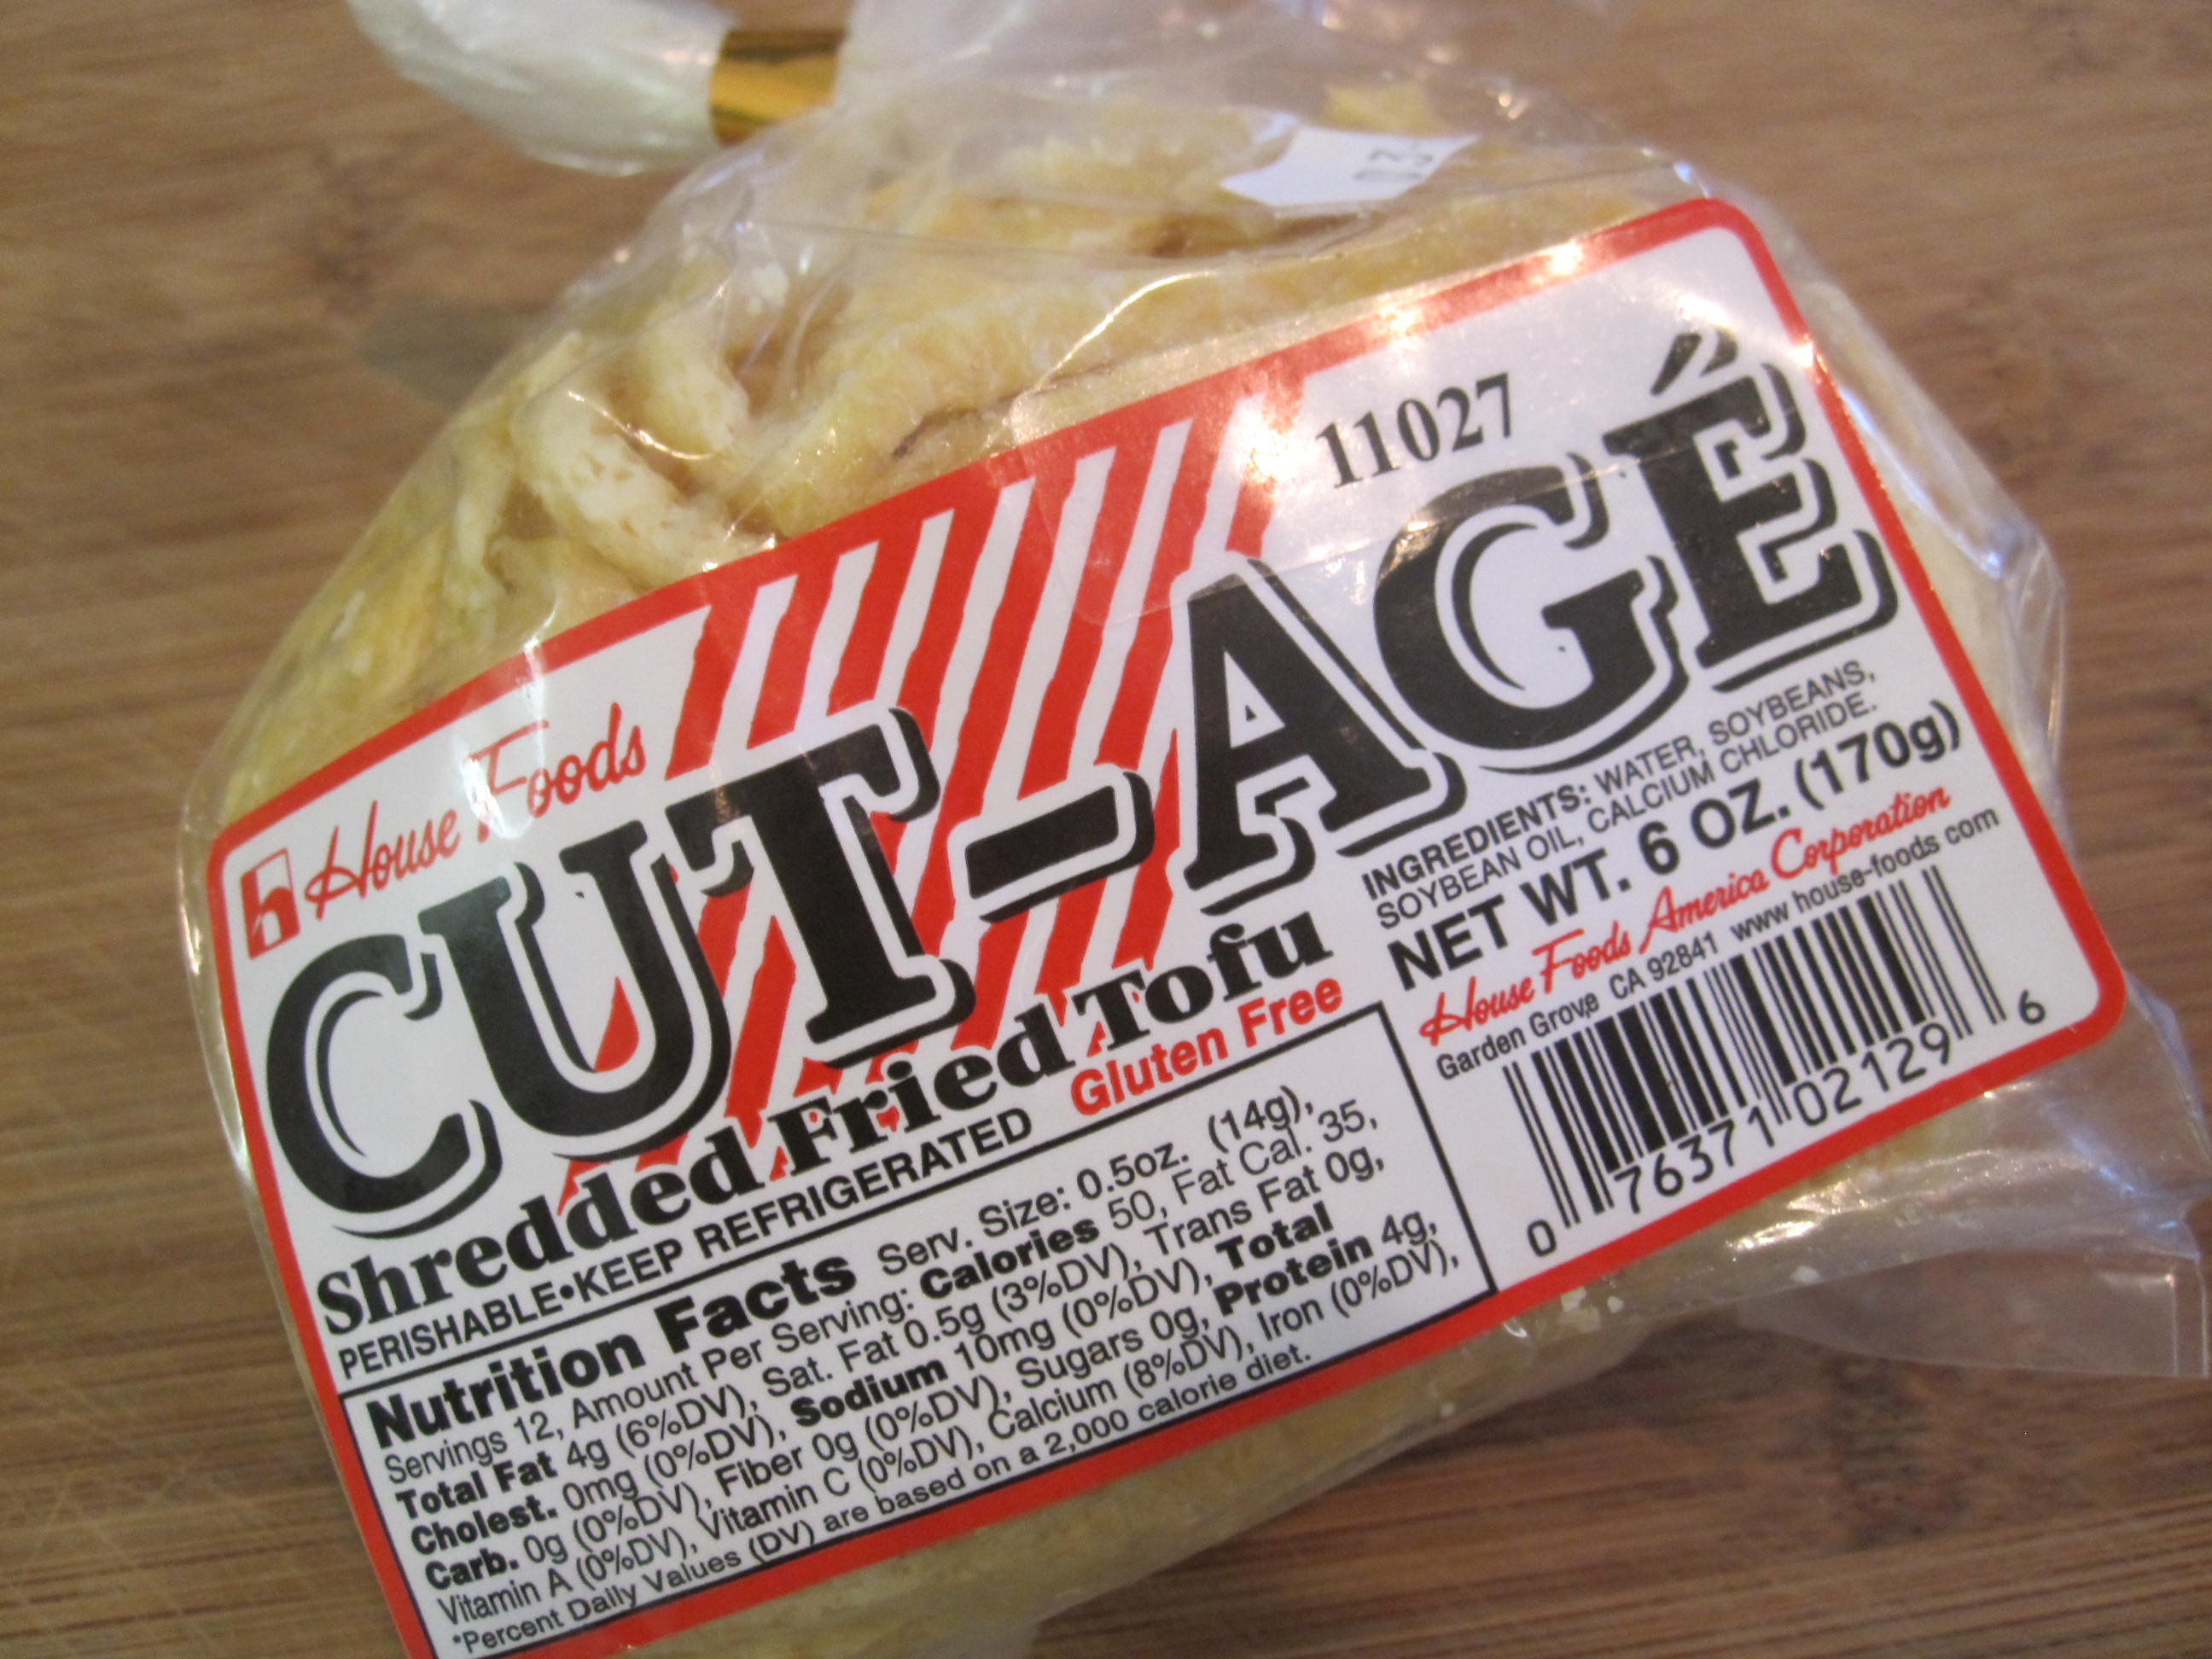 03-
11027
House Foods
CUT-AGÉ
Shredded Fried Tofu
PERISHABLE•KEEP REFRIGERATED
Gluten Free
INGREDIENTS: WATER, SOYBEANS,
SOYBEAN OIL, CALCIUM CHLORIDE.
NET WT. 6 OZ. (170g)
House Foods America Corporation
Garden Grove CA 92841 www house-foods com
0 76371 02129 6
Nutrition Facts Serv. Size: 0.5oz. (14g),
Servings 12, Amount Per Serving: Calories 50, Fat Cal. 35,
Total Fat 4g (6%DV), Sat. Fat 0.5g (3%DV), Trans Fat 0g,
Cholest. 0mg (0%DV), Sodium 10mg (0%DV), Total
Carb. 0g (0%DV), Fiber 0g (0%DV), Sugars 0g, Protein 4g,
Vitamin A (0%DV), Vitamin C (0%DV), Calcium (8%DV), Iron (0%DV),
*Percent Daily Values (DV) are based on a 2,000 calorie diet.